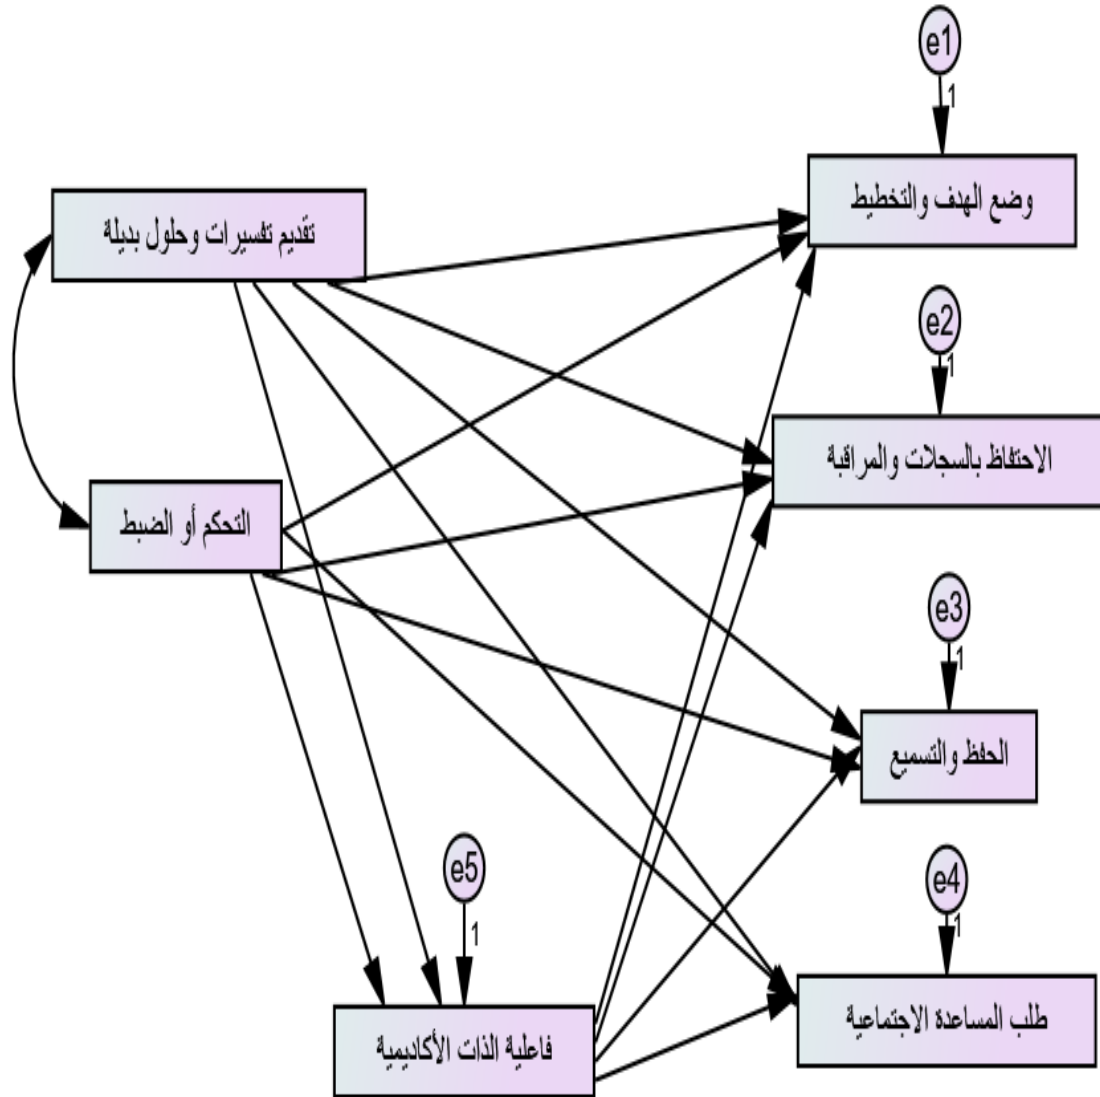 e1
1
وضع الهدف والتخطيط
تقديم تفسيرات وحلول بديلة
e2
1
الاحتفاظ بالسجلات والمراقبة
التحكم أو الضبط
e3
1
الحفظ والتسميع
e5
1
e4
1
طلب المساعدة الاجتماعية
فاعلية الذات الأكاديمية